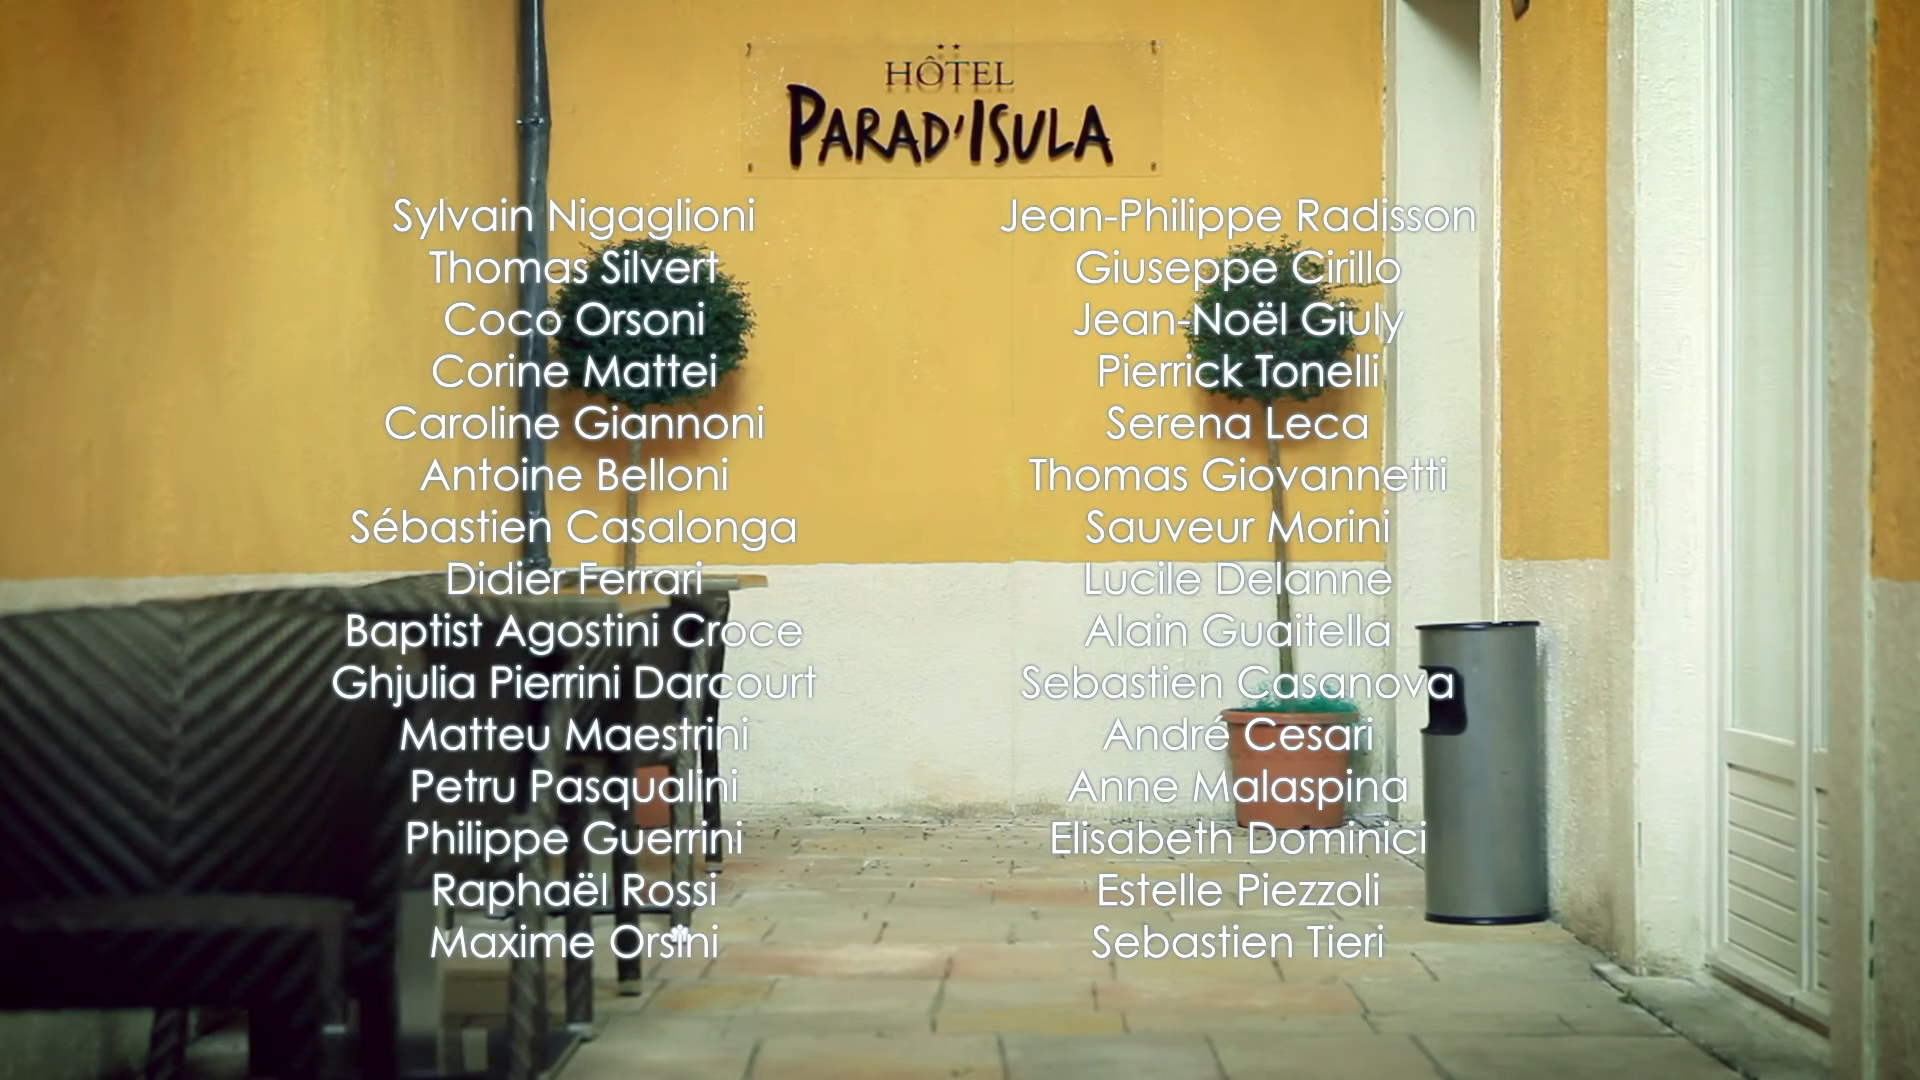 HÔTEL
PARAD'ISULA
Sylvain Nigaglioni
Thomas Silvert
Coco Orsoni
Corine Mattei
Caroline Giannoni
Antoine Belloni
Sébastien Casalonga
Didier Ferrari
Baptist Agostini Croce
Ghjulia Pierrini Darcourt
Matteu Maestrini
Petru Pasqualini
Philippe Guerrini
Raphaël Rossi
Maxime Orsini
Jean-Philippe Radisson
Giuseppe Cirillo
Jean-Noël Giuly
Pierrick Tonelli
Serena Leca
Thomas Giovannetti
Sauveur Morini
Lucile Delanne
Alain Guaitella
Sebastien Casanova
André Cesari
Anne Malaspina
Elisabeth Dominici
Estelle Piezzoli
Sebastien Tieri